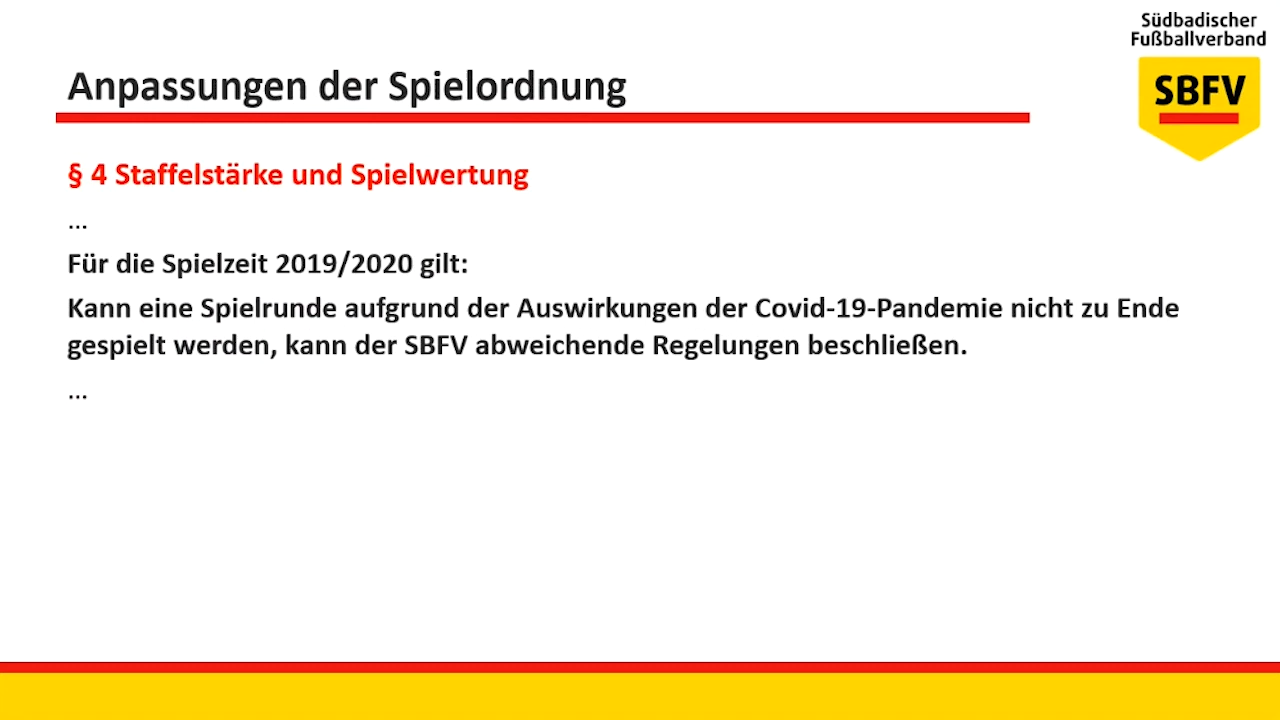 Südbadischer
Fußballverband
SBFV
Anpassungen der Spielordnung
§ 4 Staffelstärke und Spielwertung
...
Für die Spielzeit 2019/2020 gilt:
Kann eine Spielrunde aufgrund der Auswirkungen der Covid-19-Pandemie nicht zu Ende
gespielt werden, kann der SBFV abweichende Regelungen beschließen.
...